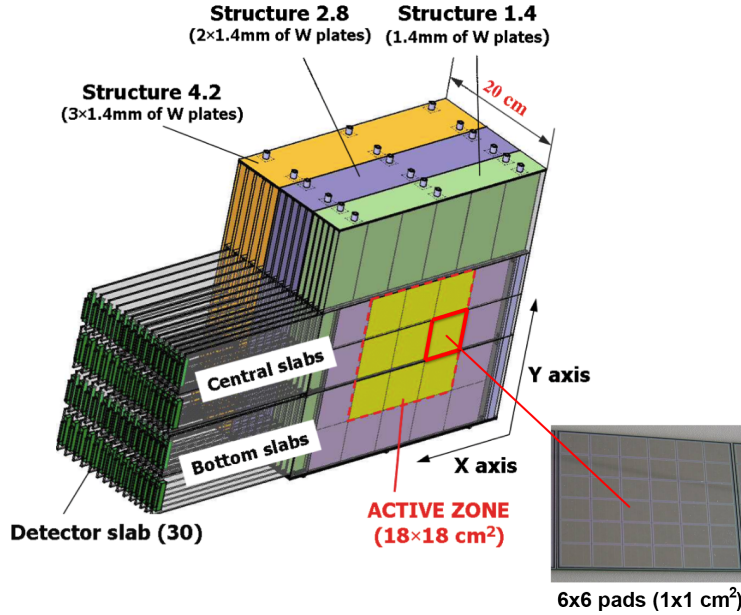 Structure 2.8
(2×1.4mm of W plates)
Structure 1.4
(1.4mm of W plates)
Structure 4.2
(3×1.4mm of W plates)
20 cm
Central slabs
Bottom slabs
Y axis
X axis
ACTIVE ZONE
(18×18 cm²)
Detector slab (30)
6x6 pads (1x1 cm²)